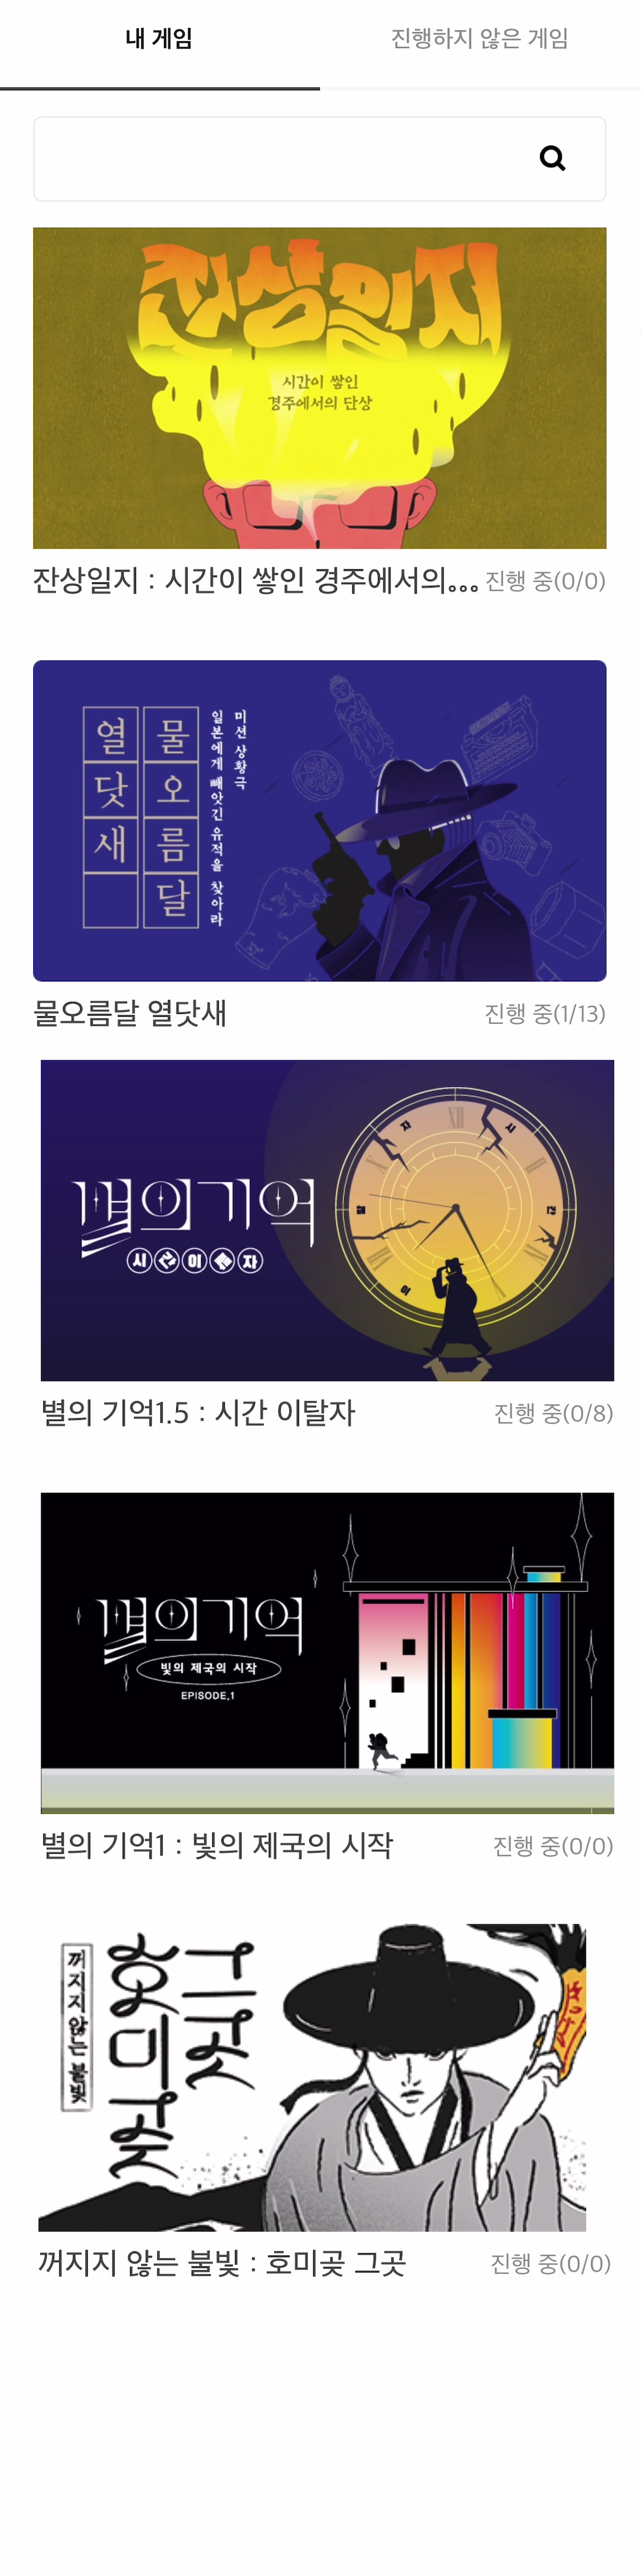 내 게임
진행하지 않은 게임
잔상일지
시간이 쌓인
경주에서의 단상
잔상일지 : 시간이 쌓인 경주에서의...
진행 중(0/0)
물오름달
열닷새
미션 상황극
일본에게 빼앗긴 유적을 찾아라
물오름달 열닷새
진행 중(1/13)
별의기억
시간이탈자
XII
자
시
간
이
별의 기억1.5 : 시간 이탈자
진행 중(0/8)
별의기억
빛의 제국의 시작
EPISODE.1
별의 기억1 : 빛의 제국의 시작
진행 중(0/0)
꺼지지 않는 불빛
호미곶
그곳
꺼지지 않는 불빛 : 호미곶 그곳
진행 중(0/0)